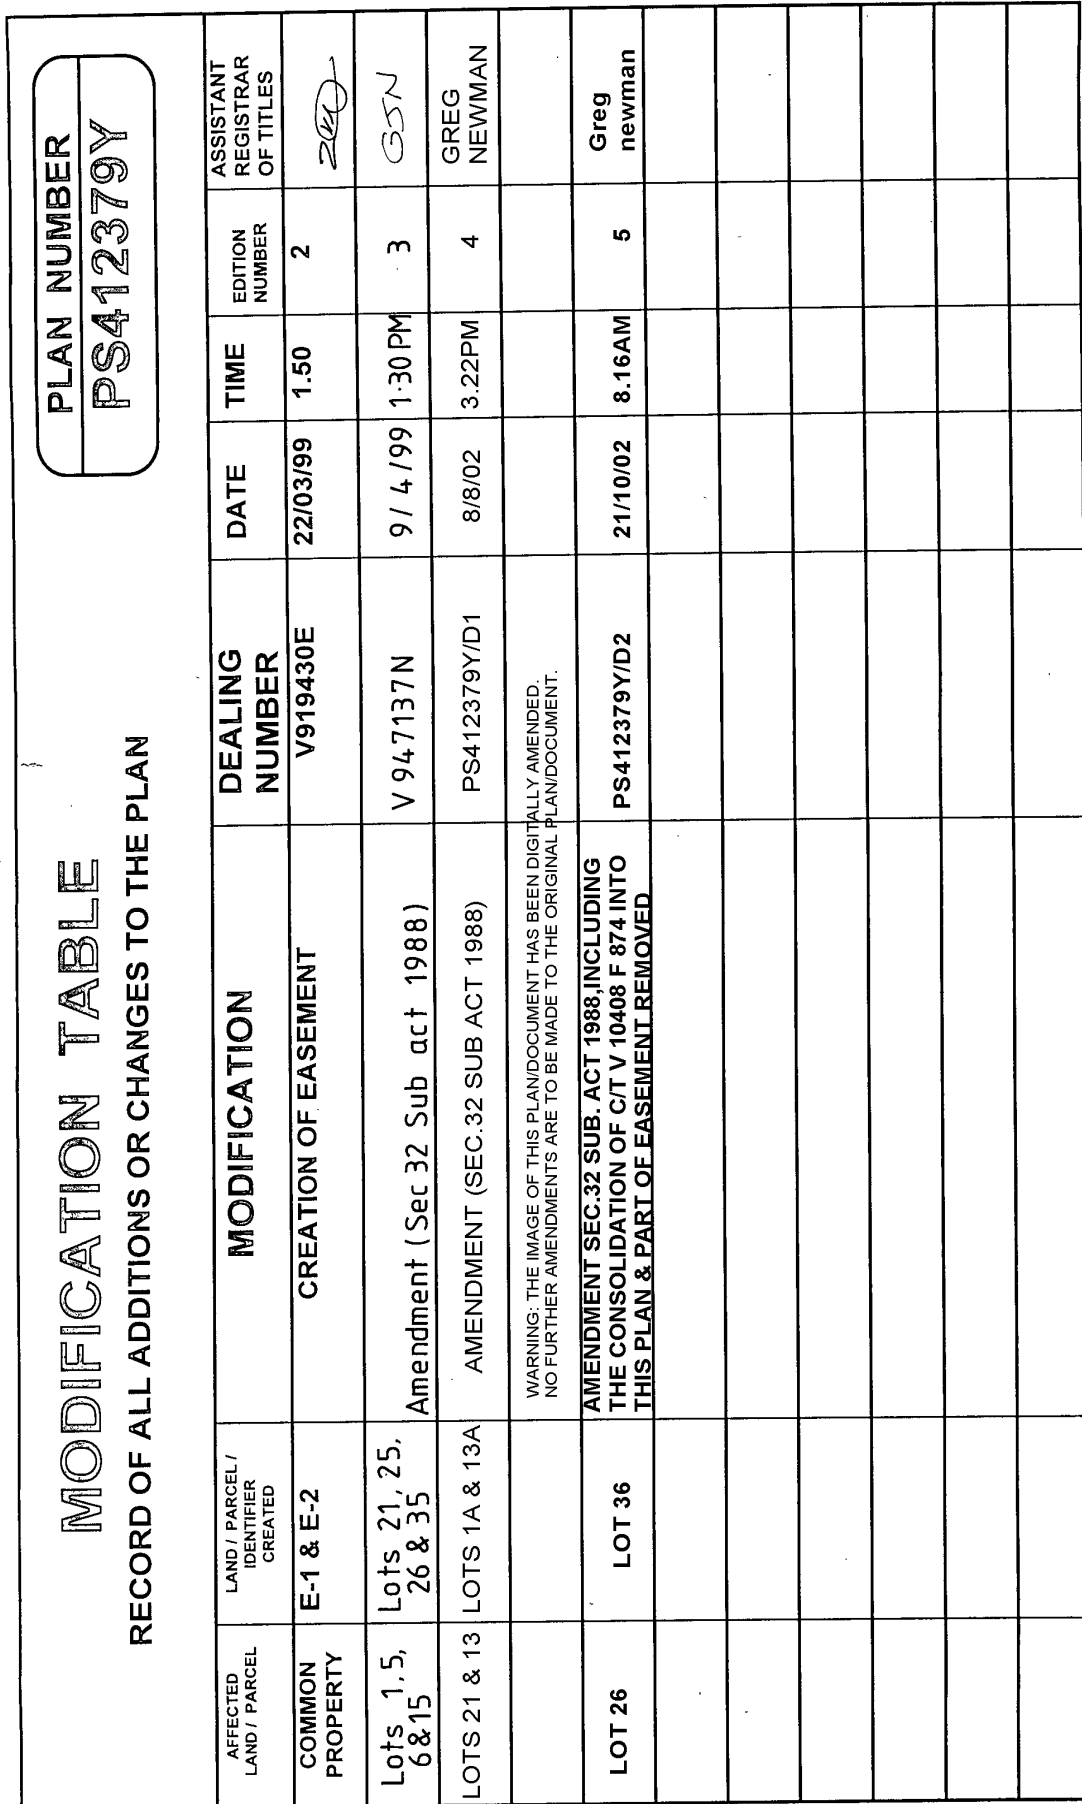 PLAN NUMBER
PS412379Y
MODIFICATION TABLE
RECORD OF ALL ADDITIONS OR CHANGES TO THE PLAN
AFFECTED
LAND / PARCEL
LAND / PARCEL /
IDENTIFIER
CREATED
MODIFICATION
DEALING
NUMBER
DATE
TIME
EDITION
NUMBER
ASSISTANT
REGISTRAR
OF TITLES
COMMON
PROPERTY
E-1 & E-2
CREATION OF EASEMENT
V919430E
22/03/99
1.50
2
Lots 1,5,
6&15
Lots 21,25,
26 & 35
Amendment (Sec 32 Sub act 1988)
V947137N
9/4/99
1·30PM
3
GJN
LOTS 21 & 13
LOTS 1A & 13A
AMENDMENT (SEC.32 SUB ACT 1988)
PS412379Y/D1
8/8/02
3.22PM
4
GREG
NEWMAN
WARNING: THE IMAGE OF THIS PLAN/DOCUMENT HAS BEEN DIGITALLY AMENDED.
NO FURTHER AMENDMENTS ARE TO BE MADE TO THE ORIGINAL PLAN/DOCUMENT.
LOT 26
LOT 36
AMENDMENT SEC.32 SUB. ACT 1988,INCLUDING
THE CONSOLIDATION OF C/T V 10408 F 874 INTO
THIS PLAN & PART OF EASEMENT REMOVED
PS412379Y/D2
21/10/02
8.16AM
5
Greg
newman